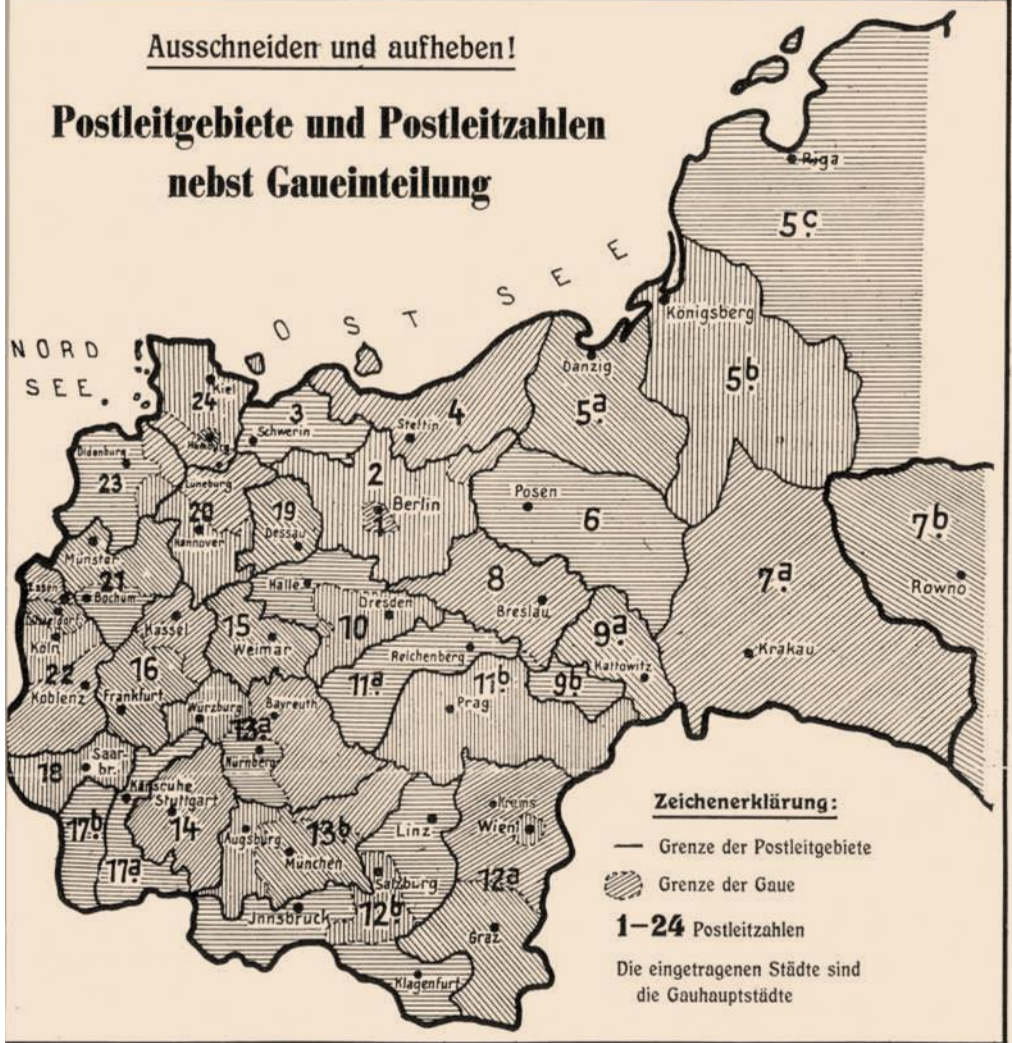 Ausschneiden und aufheben!
Postleitgebiete und Postleitzahlen
nebst Gaueinteilung
NORD
SEE
OSTSEE
Riga
5c
Königsberg
5b
Danzig
5a
Kiel
24
Hamburg
3
Schwerin
4
Stettin
Oldenburg
23
Lüneburg
2
Berlin
1
20
Hannover
19
Dessau
Posen
6
7b
Rowno
Münster
21
Bochum
Essen
8
Breslau
7a
Krakau
Halle
Dresden
10
Kassel
15
Weimar
9a
Kattowitz
Köln
22
Koblenz
16
Frankfurt
Reichenberg
11a
11b
Prag
9b
Würzburg
Bayreuth
13a
Nürnberg
18
Saar-
br.
Karlsruhe
Stuttgart
14
17b
17a
Augsburg
13b
München
Linz
Krems
Wien
Salzburg
12b
12a
Innsbruck
Graz
Klagenfurt
Zeichenerklärung:
Grenze der Postleitgebiete
Grenze der Gaue
1–24 Postleitzahlen
Die eingetragenen Städte sind
die Gauhauptstädte